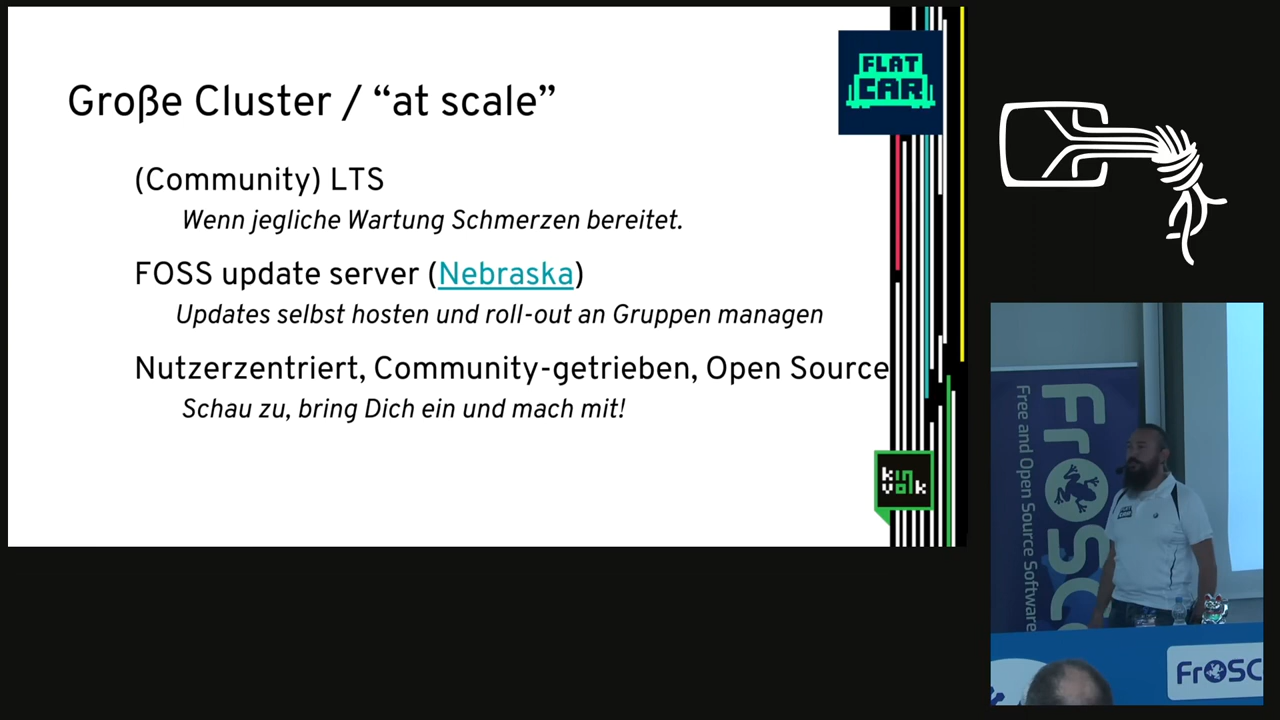 Große Cluster / “at scale”
FLAT
CAR
(Community) LTS
Wenn jegliche Wartung Schmerzen bereitet.
FOSS update server (Nebraska)
Updates selbst hosten und roll-out an Gruppen managen
Nutzerzentriert, Community-getrieben, Open Source
Schau zu, bring Dich ein und mach mit!
kin
volk
FrOSC
Free and Open Source Software
FrOSC